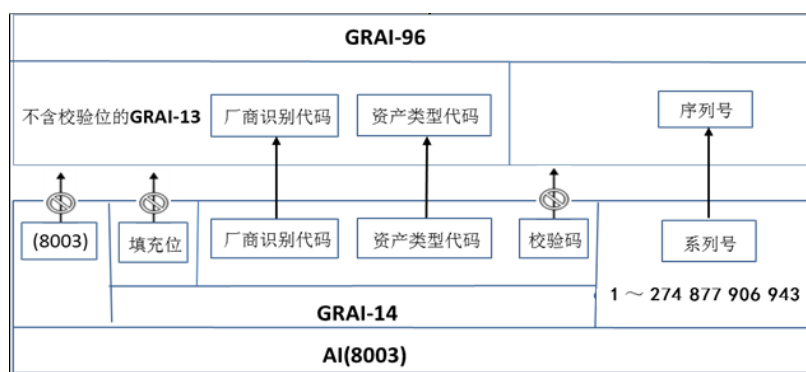 GRAI-96
不含校验位的GRAI-13
厂商识别代码
资产类型代码
序列号
(8003)
填充位
厂商识别代码
资产类型代码
校验码
系列号
1 ～ 274 877 906 943
GRAI-14
AI(8003)